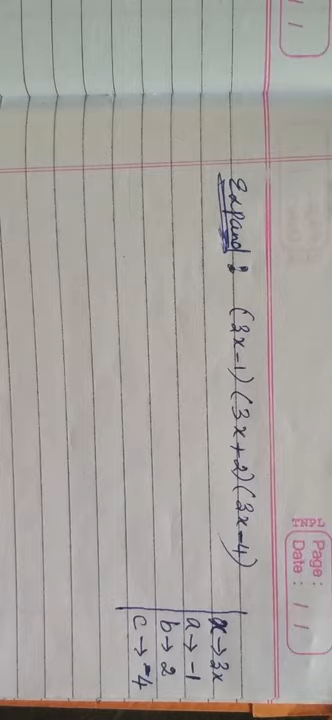 TNPL
Page :
Date : / /
Expand : (3x-1)(3x+2)(3x-4)
x→3x
a→-1
b→2
c→-4
/ /